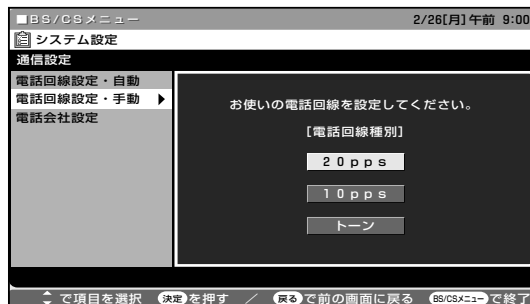 ■BS/CSメニュー 2/26[月]午前 9:00
システム設定
通信設定
電話回線設定・自動
電話回線設定・手動 ▶
電話会社設定
お使いの電話回線を設定してください。
[電話回線種別]
20pps
10pps
トーン
で項目を選択 決定を押す / 戻るで前の画面に戻る BS/CSメニューで終了